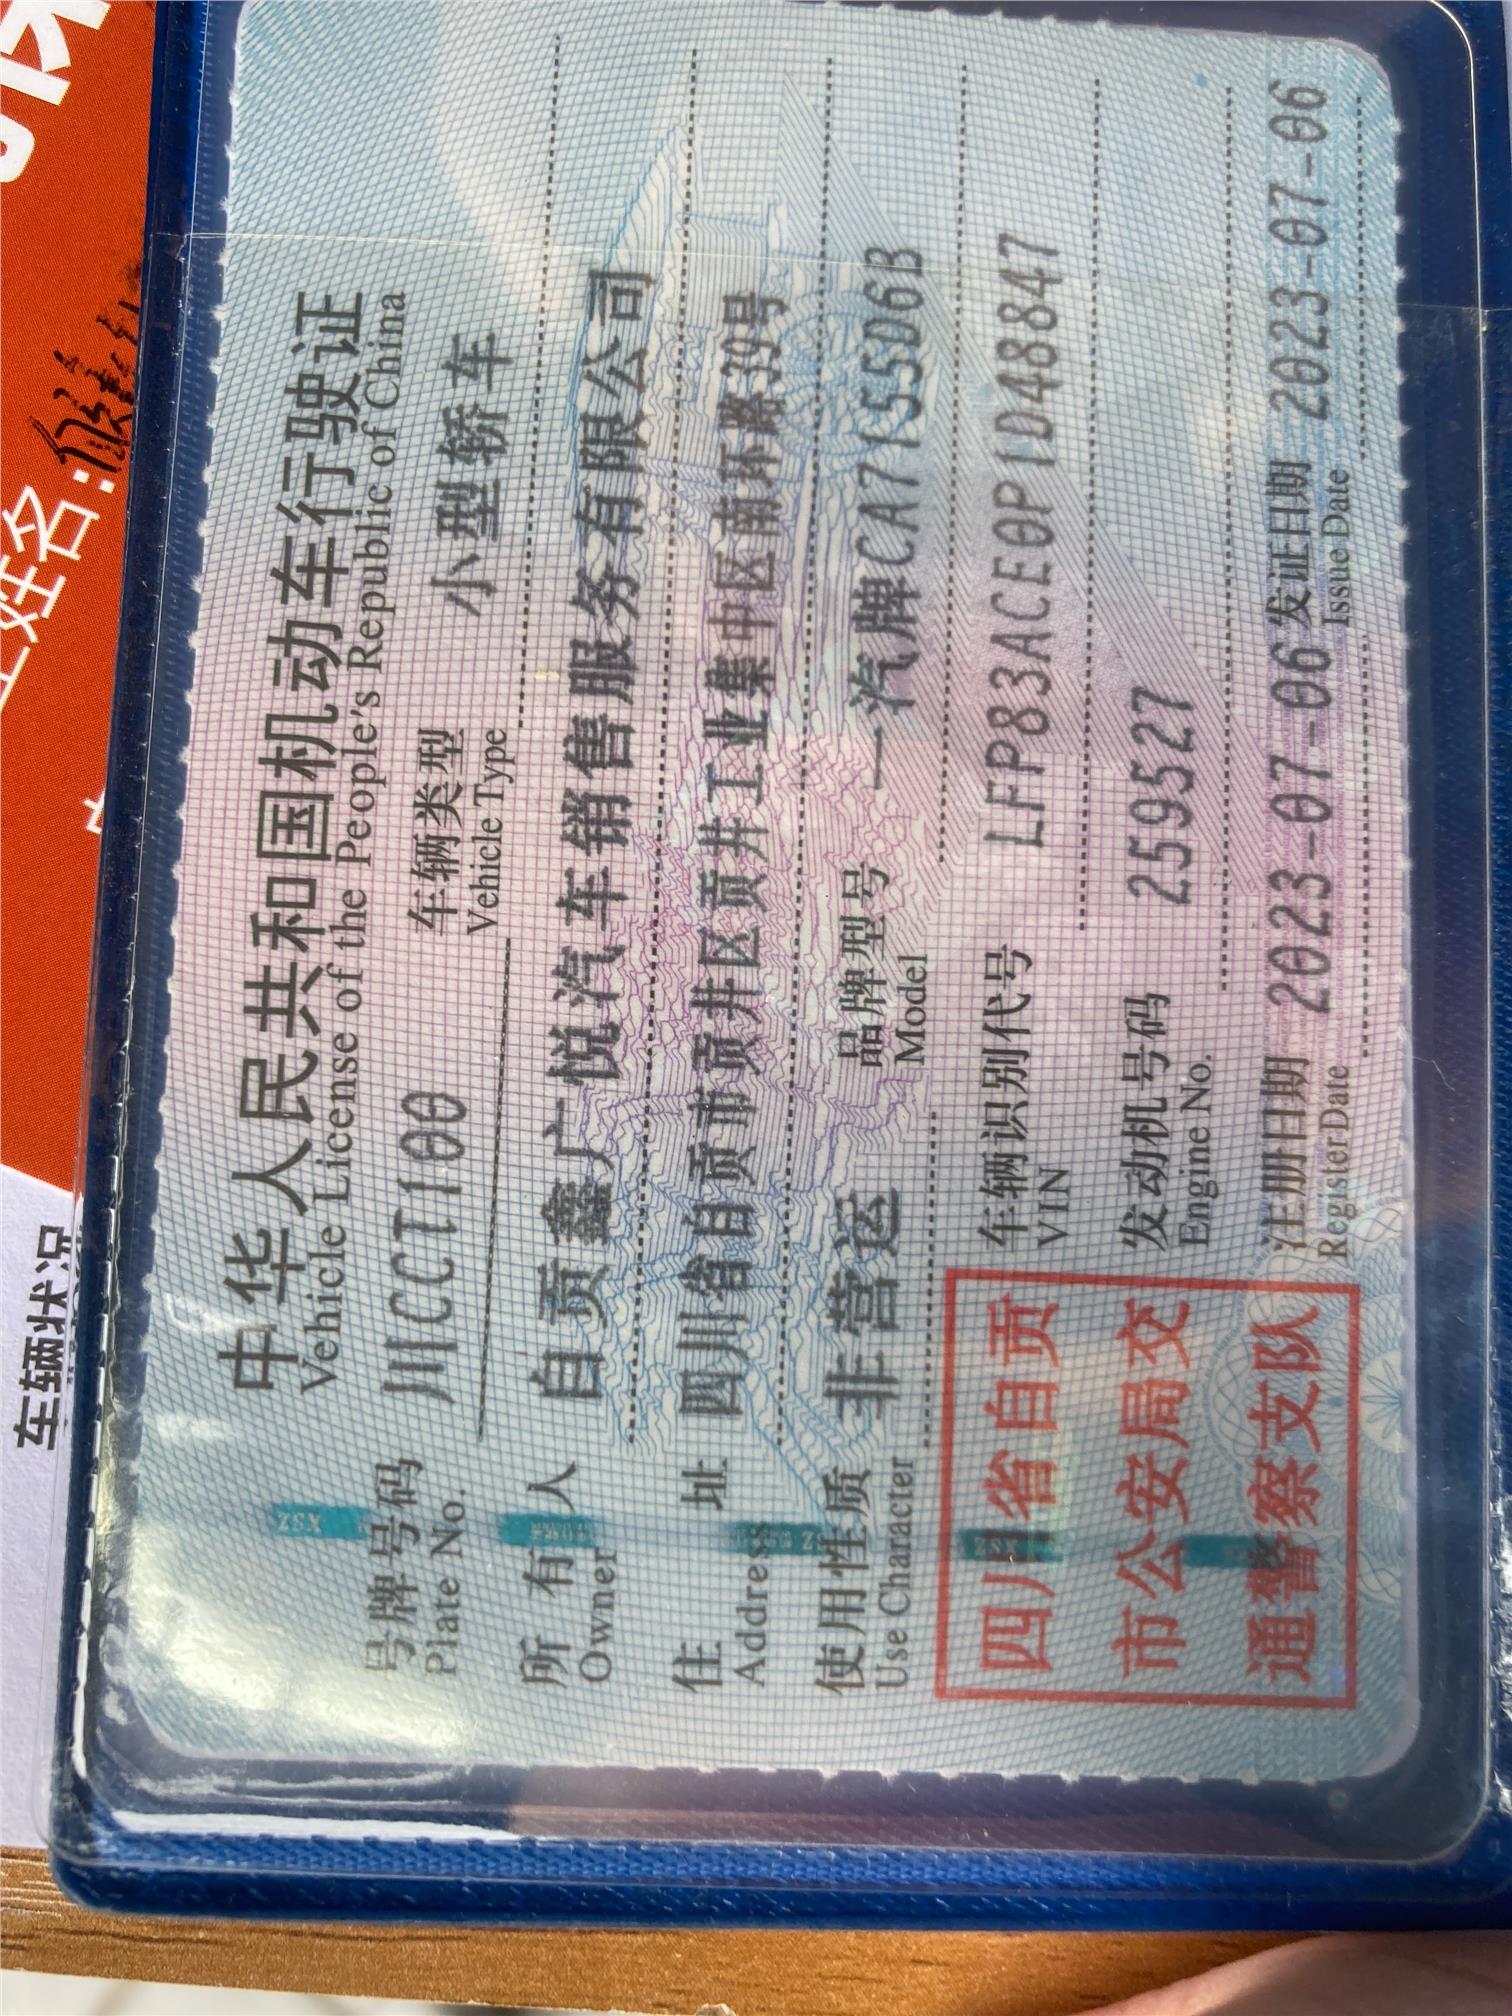 中华人民共和国机动车行驶证
Vehicle License of the People's Republic of China
号牌号码 川CCT100 车辆类型 小型轿车
Plate No. Vehicle Type
所有人 自贡鑫广悦汽车销售服务有限公司
Owner
住址 四川省自贡市贡井区贡井工业集中区南环路39号
Address
使用性质 非营运 品牌型号 一汽牌CA7155D6B
Use Character Model
车辆识别代号 LFP83ACE0P1D48847
VIN
发动机号码 259527
Engine No.
注册日期 2023-07-06 发证日期 2023-07-06
Register Date Issue Date
四川省自贡
市公安局交
通警察支队
车辆状况
姓名: